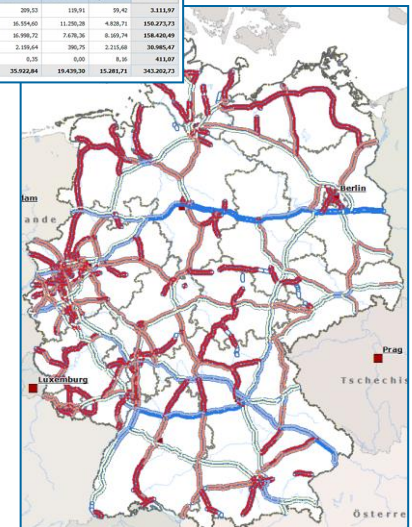 209,53 119,91 59,42 3.111,97
16.554,60 11.250,28 4.828,71 150.273,73
16.998,72 7.678,36 8.169,74 158.420,49
2.159,64 390,75 2.215,68 30.985,47
0,35 0,00 8,16 411,07
35.922,84 19.439,30 15.281,71 343.202,73
Berlin
dam
ande
Prag
Luxemburg
Tschechis
Österre